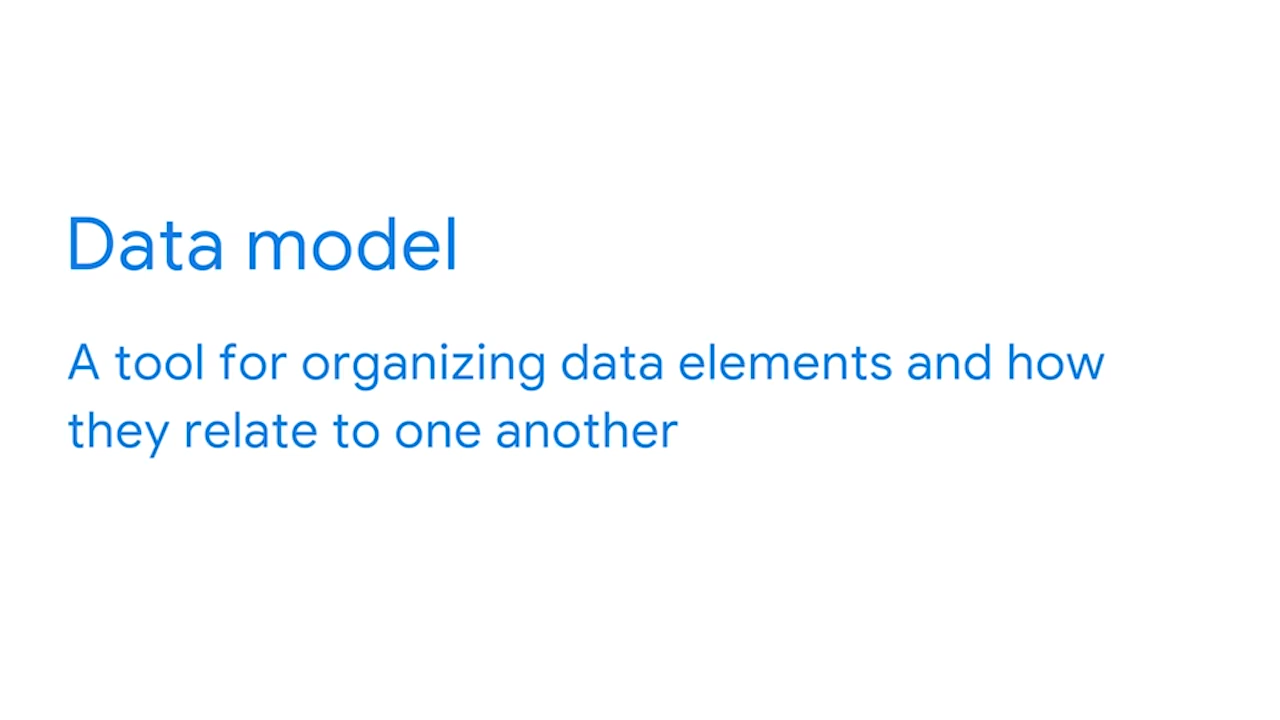 Data model
A tool for organizing data elements and how
they relate to one another